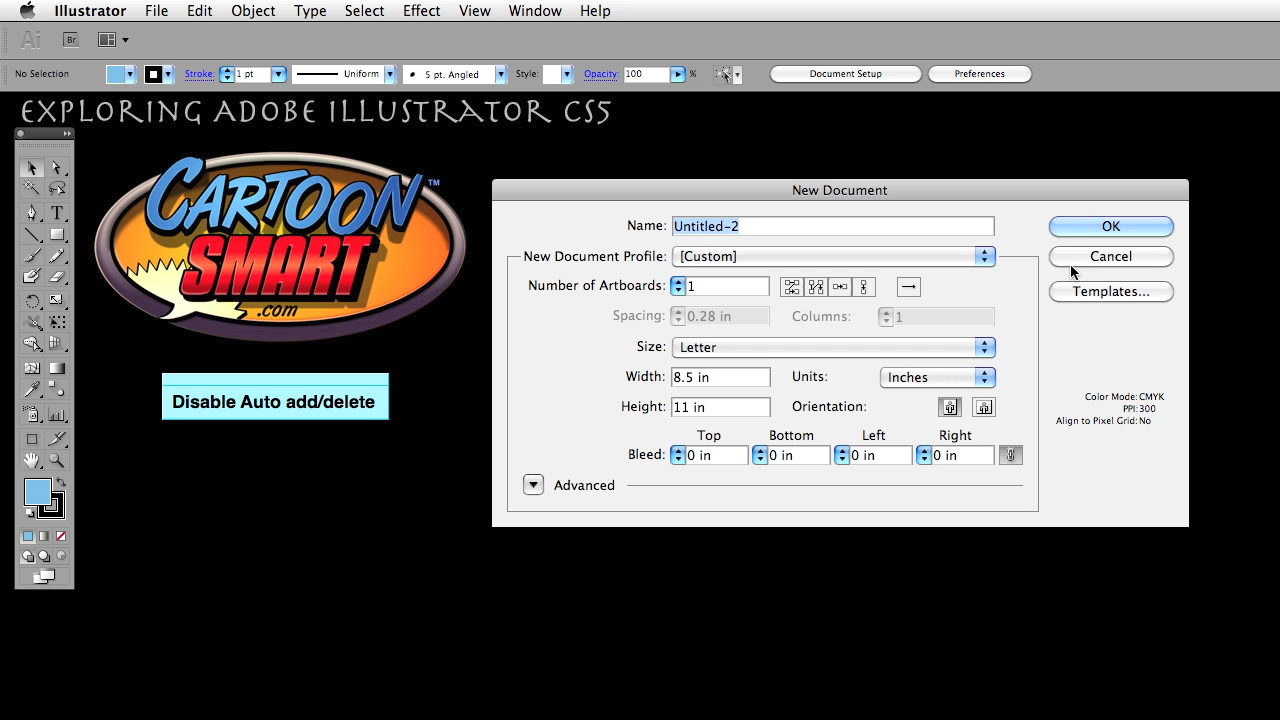 Illustrator File Edit Object Type Select Effect View Window Help
Ai Br
No Selection Stroke: 1 pt Uniform 5 pt. Angled Style: Opacity: 100 % Document Setup Preferences
EXPLORING ADOBE ILLUSTRATOR CS5
CARTOON™
SMART
.com
Disable Auto add/delete
New Document
Name: Untitled-2 OK
New Document Profile: [Custom] Cancel
Number of Artboards: 1 Templates...
Spacing: 0.28 in Columns: 1
Size: Letter
Width: 8.5 in Units: Inches
Height: 11 in Orientation:
Color Mode: CMYK
PPI: 300
Align to Pixel Grid: No
Top Bottom Left Right
Bleed: 0 in 0 in 0 in 0 in
Advanced